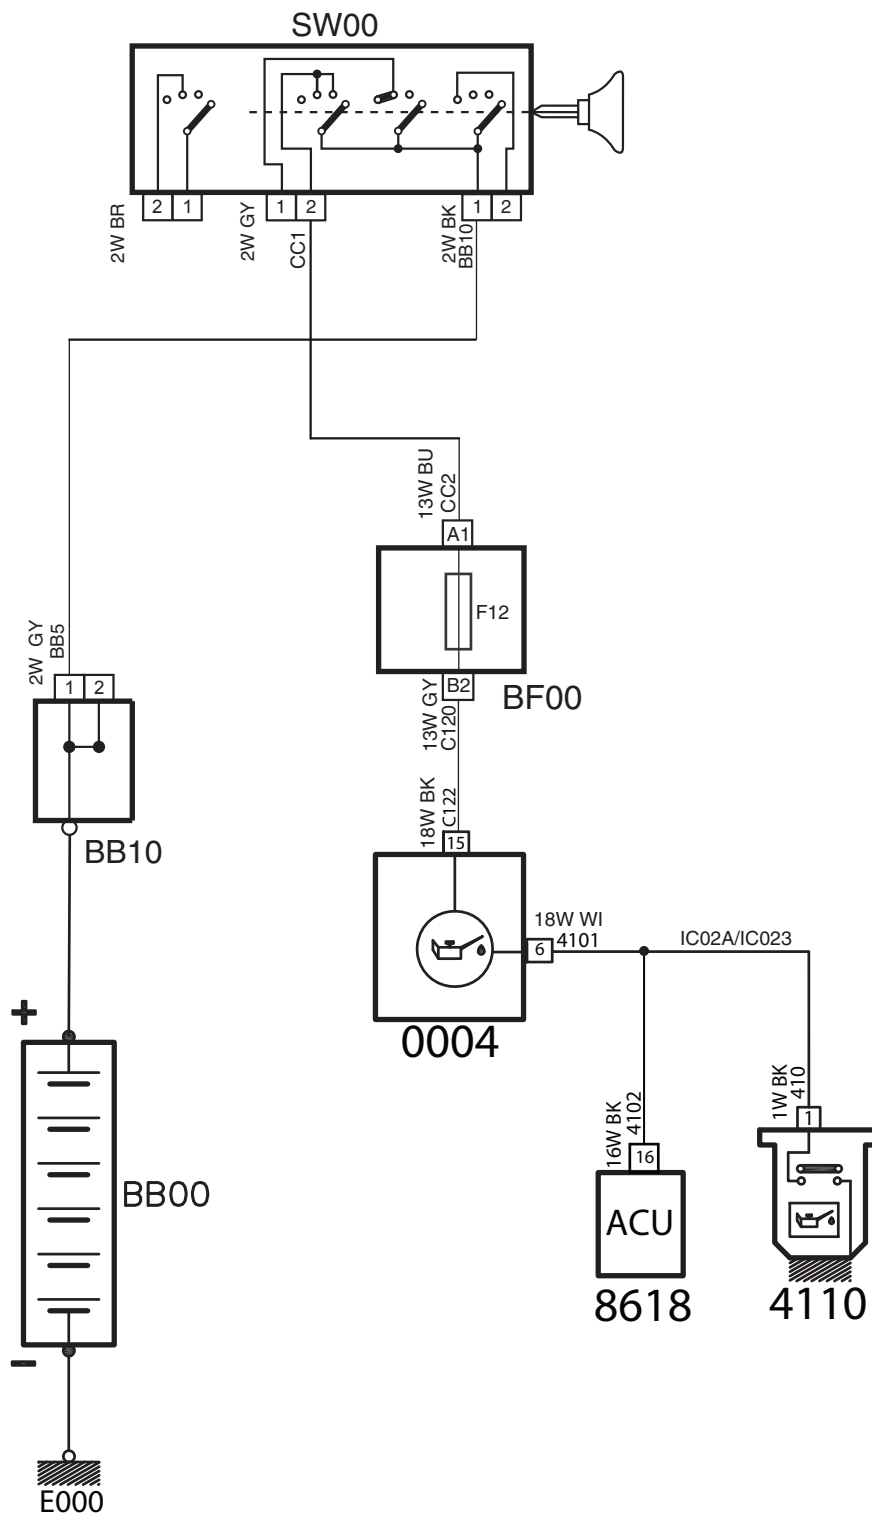 SW00
2 1 1 2 1 2
2W BR
2W GY
CC1
2W BK
BB10
13W BU
CC2
A1
F12
B2
BF00
13W GY
C120
2W GY
BB5
1 2
BB10
18W BK
C122
15
18W WI
4101
6
IC02A/IC023
0004
+
BB00
-
E000
16W BK
4102
16
ACU
8618
1W BK
410
1
4110